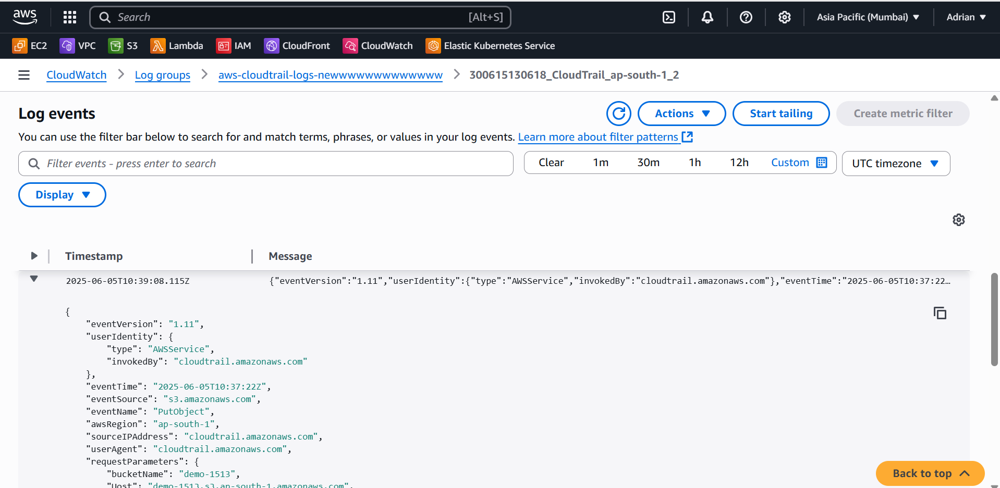 aws Search [Alt+S] Asia Pacific (Mumbai) Adrian
EC2 VPC S3 Lambda IAM CloudFront CloudWatch Elastic Kubernetes Service
CloudWatch Log groups aws-cloudtrail-logs-newwwwwwwwwwwwww 300615130618_CloudTrail_ap-south-1_2
Log events Actions Start tailing Create metric filter
You can use the filter bar below to search for and match terms, phrases, or values in your log events. Learn more about filter patterns
Filter events - press enter to search Clear 1m 30m 1h 12h Custom UTC timezone
Display
Timestamp Message
2025-06-05T10:39:08.115Z {"eventVersion":"1.11","userIdentity":{"type":"AWSService","invokedBy":"cloudtrail.amazonaws.com"},"eventTime":"2025-06-05T10:37:22…
{
"eventVersion": "1.11",
"userIdentity": {
"type": "AWSService",
"invokedBy": "cloudtrail.amazonaws.com"
},
"eventTime": "2025-06-05T10:37:22Z",
"eventSource": "s3.amazonaws.com",
"eventName": "PutObject",
"awsRegion": "ap-south-1",
"sourceIPAddress": "cloudtrail.amazonaws.com",
"userAgent": "cloudtrail.amazonaws.com",
"requestParameters": {
"bucketName": "demo-1513",
"Host": "demo-1513.s3.ap-south-1.amazonaws.com",
Back to top